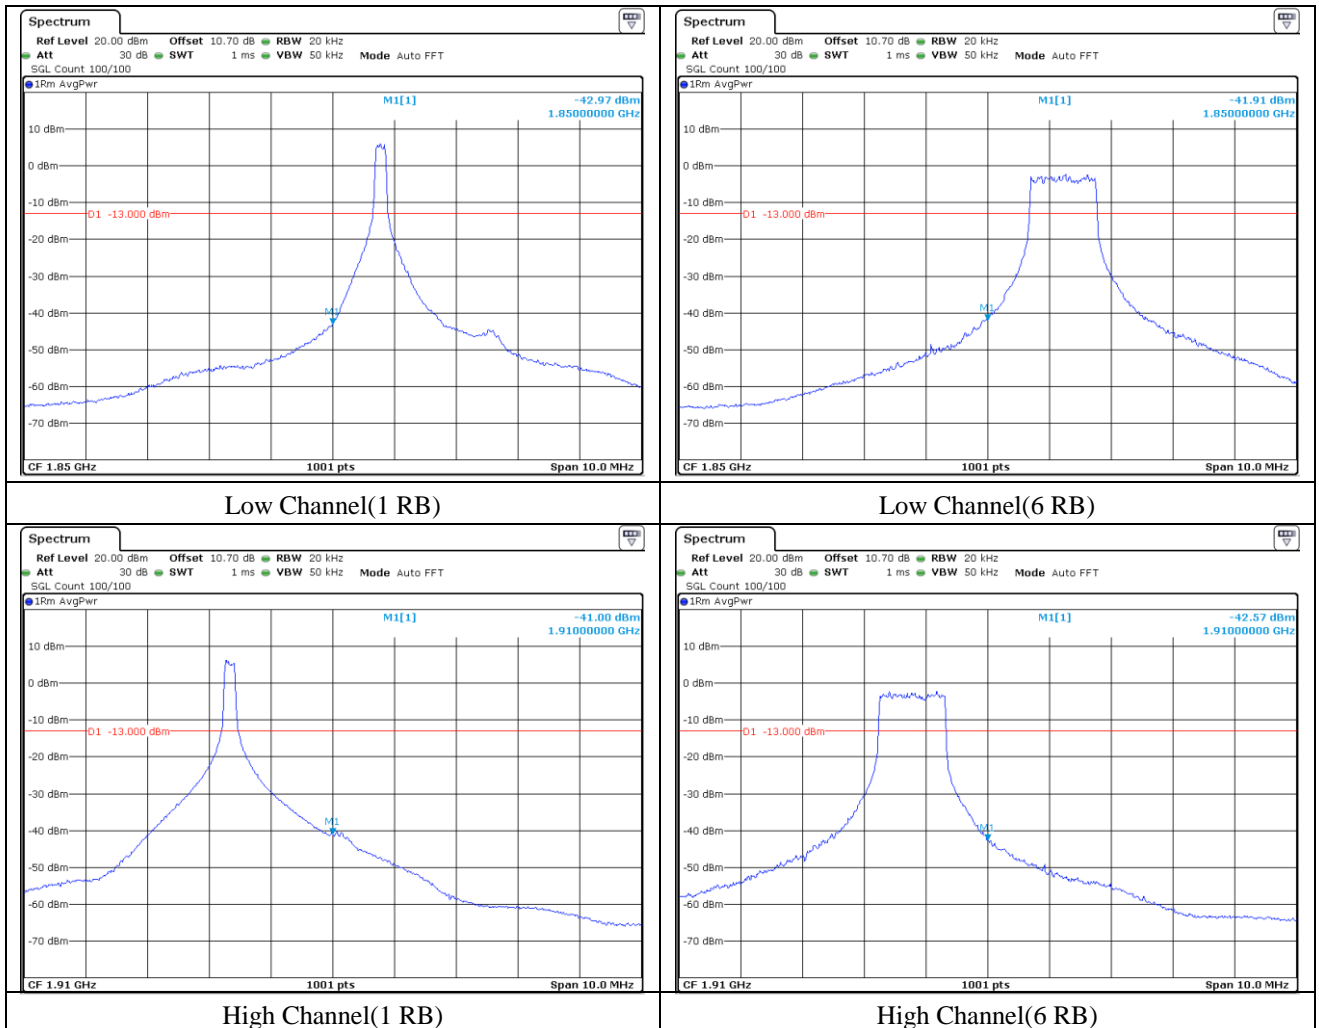 Spectrum
Ref Level 20.00 dBm Offset 10.70 dB RBW 20 kHz
Att 30 dB SWT 1 ms VBW 50 kHz Mode Auto FFT
SGL Count 100/100
1Rm AvgPwr
M1[1] -42.97 dBm
1.85000000 GHz
10 dBm
0 dBm
-10 dBm
D1 -13.000 dBm
-20 dBm
-30 dBm
-40 dBm
M1
-50 dBm
-60 dBm
-70 dBm
CF 1.85 GHz 1001 pts Span 10.0 MHz
Low Channel(1 RB)
Spectrum
Ref Level 20.00 dBm Offset 10.70 dB RBW 20 kHz
Att 30 dB SWT 1 ms VBW 50 kHz Mode Auto FFT
SGL Count 100/100
1Rm AvgPwr
M1[1] -41.91 dBm
1.85000000 GHz
10 dBm
0 dBm
-10 dBm
D1 -13.000 dBm
-20 dBm
-30 dBm
M1
-40 dBm
-50 dBm
-60 dBm
-70 dBm
CF 1.85 GHz 1001 pts Span 10.0 MHz
Low Channel(6 RB)
Spectrum
Ref Level 20.00 dBm Offset 10.70 dB RBW 20 kHz
Att 30 dB SWT 1 ms VBW 50 kHz Mode Auto FFT
SGL Count 100/100
1Rm AvgPwr
M1[1] -41.00 dBm
1.91000000 GHz
10 dBm
0 dBm
-10 dBm
D1 -13.000 dBm
-20 dBm
-30 dBm
M1
-40 dBm
-50 dBm
-60 dBm
-70 dBm
CF 1.91 GHz 1001 pts Span 10.0 MHz
High Channel(1 RB)
Spectrum
Ref Level 20.00 dBm Offset 10.70 dB RBW 20 kHz
Att 30 dB SWT 1 ms VBW 50 kHz Mode Auto FFT
SGL Count 100/100
1Rm AvgPwr
M1[1] -42.57 dBm
1.91000000 GHz
10 dBm
0 dBm
-10 dBm
D1 -13.000 dBm
-20 dBm
-30 dBm
-40 dBm
M1
-50 dBm
-60 dBm
-70 dBm
CF 1.91 GHz 1001 pts Span 10.0 MHz
High Channel(6 RB)